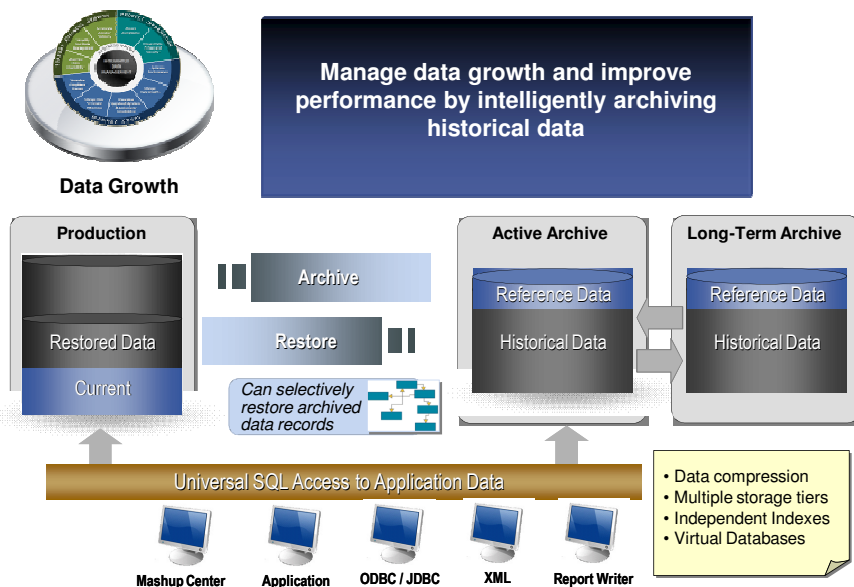 Manage data growth and improve
performance by intelligently archiving
historical data
Data Growth
Production
Restored Data
Current
Archive
Restore
Can selectively
restore archived
data records
Active Archive
Reference Data
Historical Data
Long-Term Archive
Reference Data
Historical Data
Universal SQL Access to Application Data
Mashup Center
Application
ODBC / JDBC
XML
Report Writer
• Data compression
• Multiple storage tiers
• Independent Indexes
• Virtual Databases